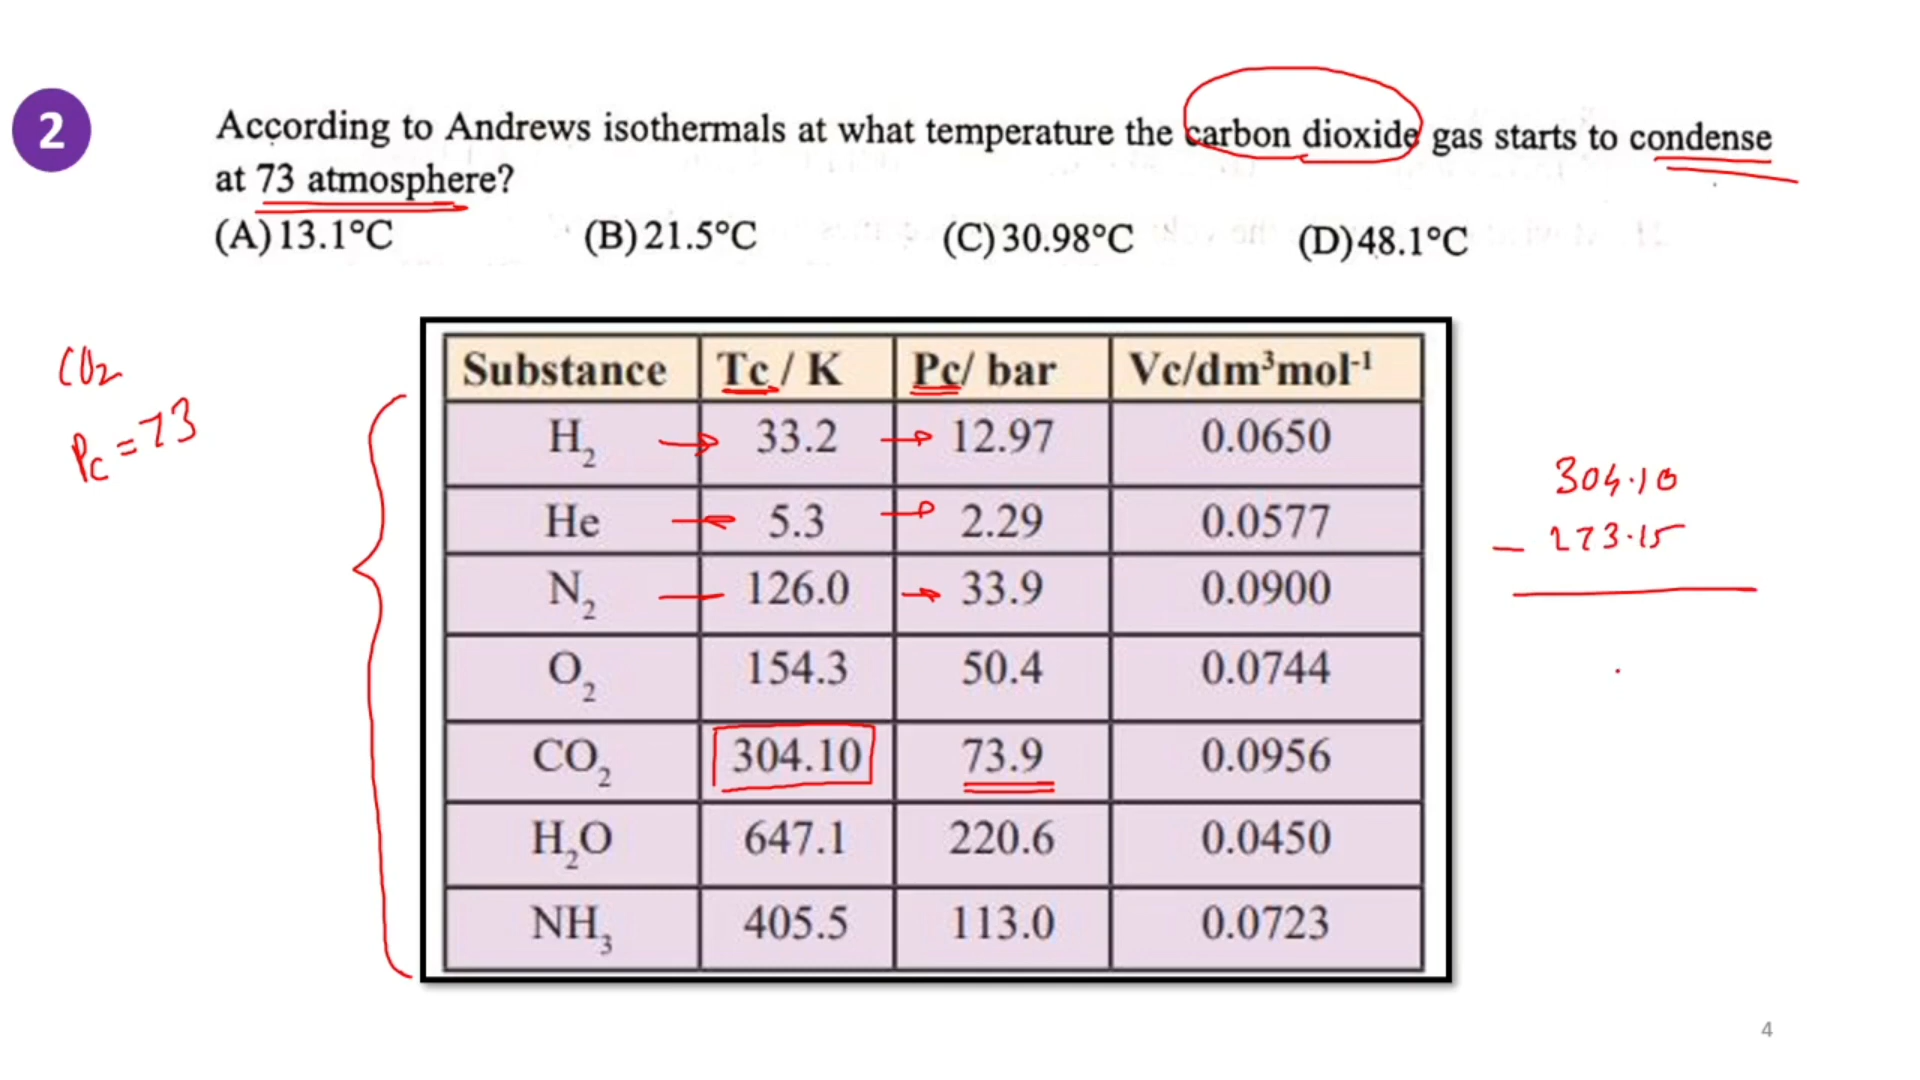 2
According to Andrews isothermals at what temperature the carbon dioxide gas starts to condense
at 73 atmosphere?
(A) 13.1°C (B) 21.5°C (C) 30.98°C (D) 48.1°C
CO2
Pc = 73
Substance Tc / K Pc/ bar Vc/dm³mol⁻¹
H₂ 33.2 12.97 0.0650
He 5.3 2.29 0.0577
N₂ 126.0 33.9 0.0900
O₂ 154.3 50.4 0.0744
CO₂ 304.10 73.9 0.0956
H₂O 647.1 220.6 0.0450
NH₃ 405.5 113.0 0.0723
304.10
- 273.15
4